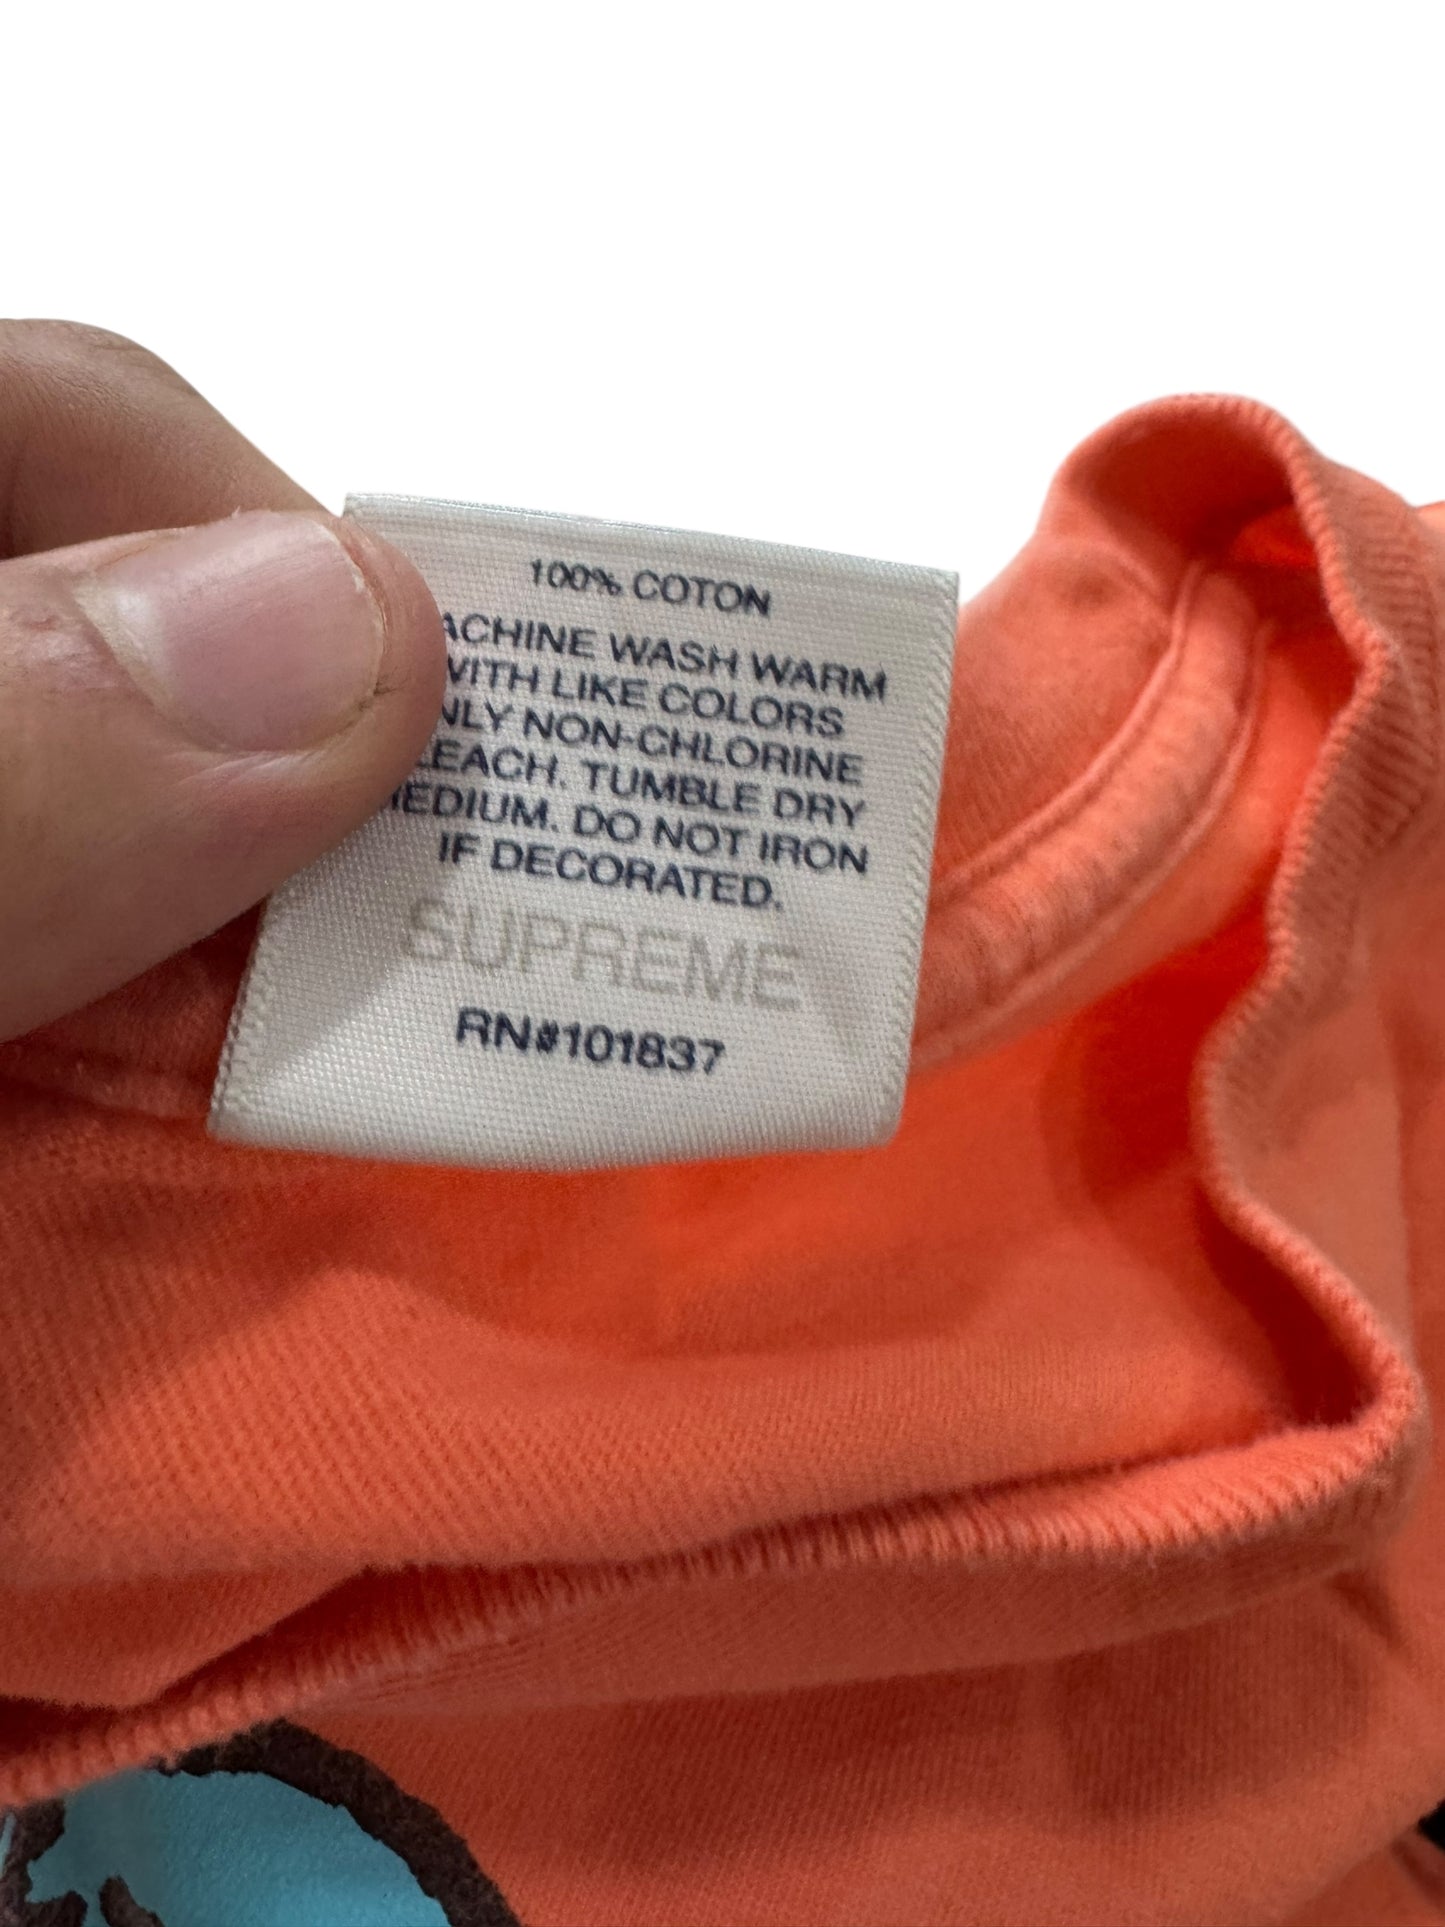 100% COTON
ACHINE WASH WARM
WITH LIKE COLORS
NLY NON-CHLORINE
LEACH. TUMBLE DRY
MEDIUM. DO NOT IRON
IF DECORATED.
SUPREME
RN#101837